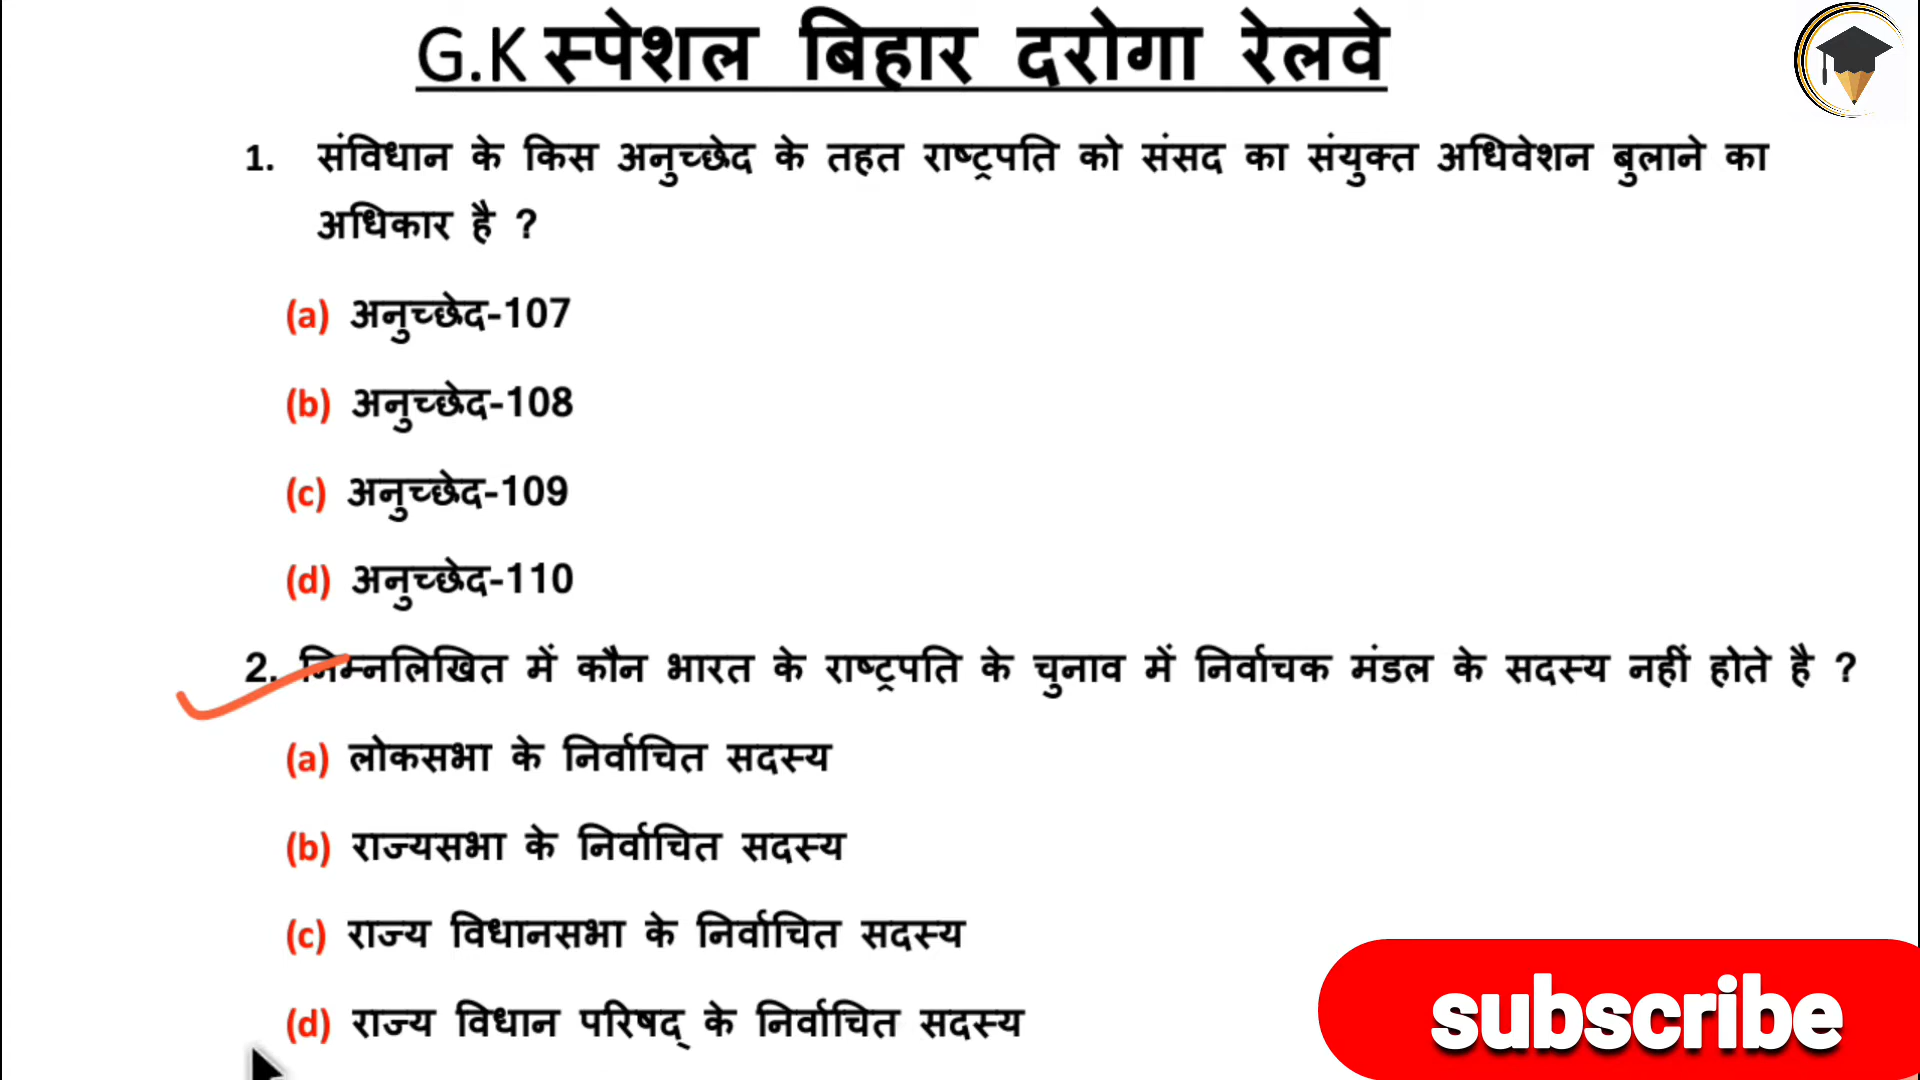 G.K स्पेशल बिहार दरोगा रेलवे
1. संविधान के किस अनुच्छेद के तहत राष्ट्रपति को संसद का संयुक्त अधिवेशन बुलाने का
अधिकार है ?
(a) अनुच्छेद-107
(b) अनुच्छेद-108
(c) अनुच्छेद-109
(d) अनुच्छेद-110
2. निम्नलिखित में कौन भारत के राष्ट्रपति के चुनाव में निर्वाचक मंडल के सदस्य नहीं होते है ?
(a) लोकसभा के निर्वाचित सदस्य
(b) राज्यसभा के निर्वाचित सदस्य
(c) राज्य विधानसभा के निर्वाचित सदस्य
(d) राज्य विधान परिषद् के निर्वाचित सदस्य
subscribe